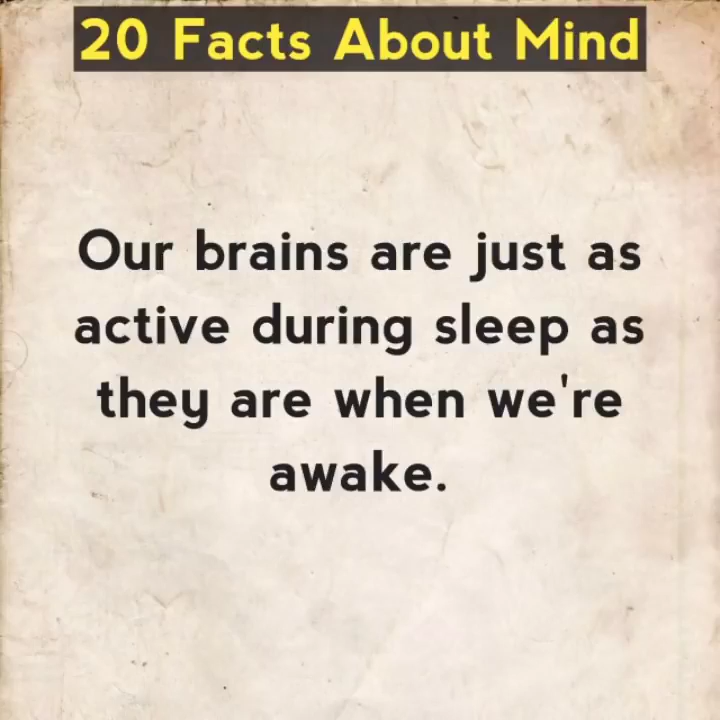 20 Facts About Mind
Our brains are just as
active during sleep as
they are when we're
awake.